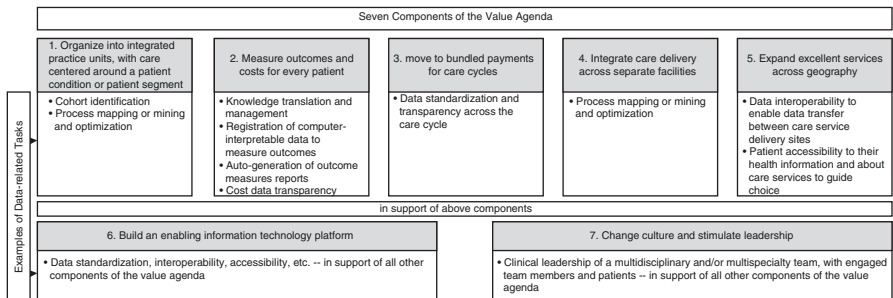 Seven Components of the Value Agenda
1. Organize into integrated
practice units, with care
centered around a patient
condition or patient segment
• Cohort identification
• Process mapping or mining
and optimization
2. Measure outcomes and
costs for every patient
• Knowledge translation and
management
• Registration of computer-
interpretable data to
measure outcomes
• Auto-generation of outcome
measures reports
• Cost data transparency
3. move to bundled payments
for care cycles
• Data standardization and
transparency across the
care cycle
4. Integrate care delivery
across separate facilities
• Process mapping or mining
and optimization
5. Expand excellent services
across geography
• Data interoperability to
enable data transfer
between care service
delivery sites
• Patient accessibility to their
health information and about
care services to guide
choice
Examples of Data-related Tasks
in support of above components
6. Build an enabling information technology platform
• Data standardization, interoperability, accessibility, etc. -- in support of all other
components of the value agenda
7. Change culture and stimulate leadership
• Clinical leadership of a multidisciplinary and/or multispecialty team, with engaged
team members and patients -- in support of all other components of the value
agenda